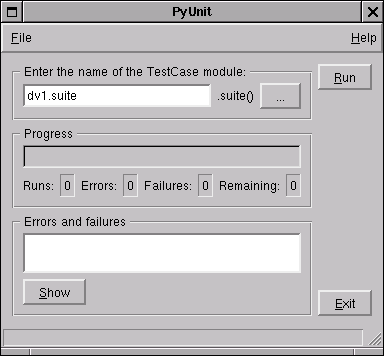 PyUnit
File Help
Enter the name of the TestCase module:
dv1.suite .suite() ... Run
Progress
Runs: 0 Errors: 0 Failures: 0 Remaining: 0
Errors and failures
Show
Exit